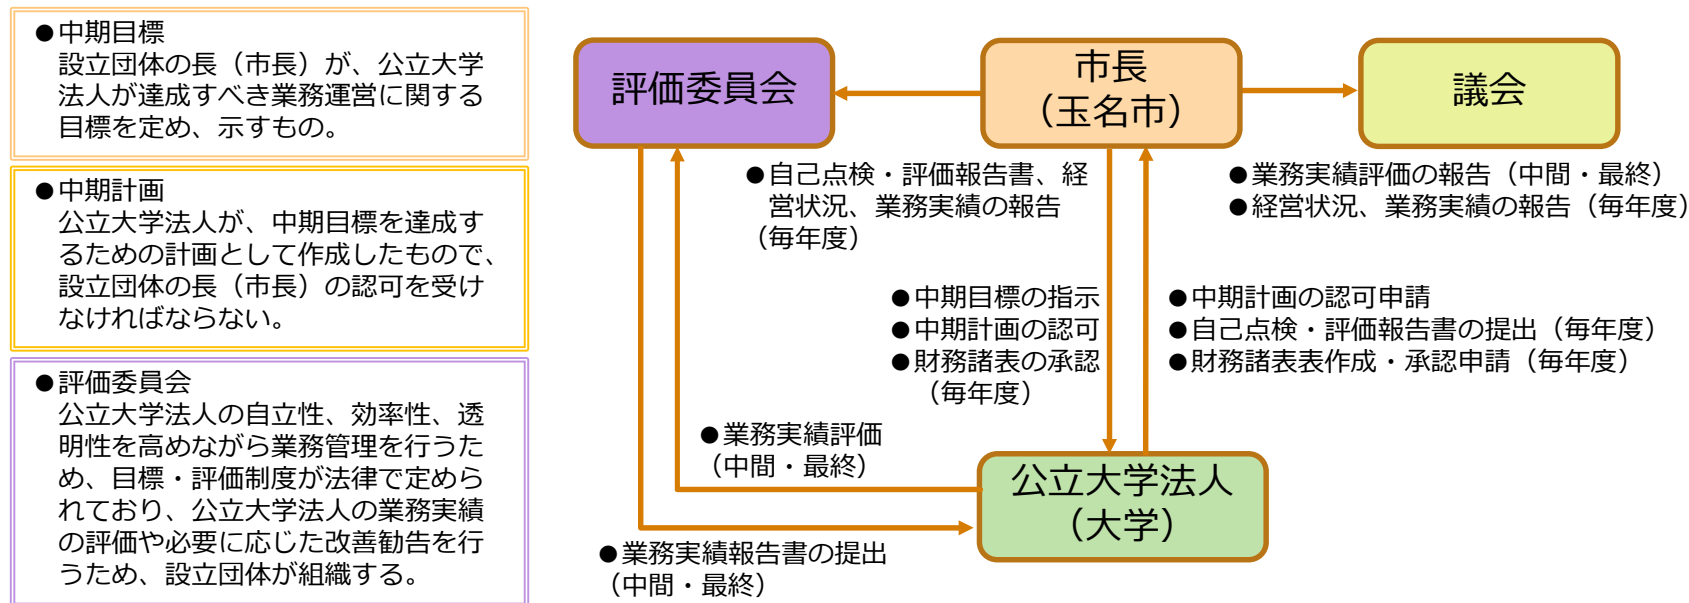 ●中期目標
設立団体の長（市長）が、公立大学
法人が達成すべき業務運営に関する
目標を定め、示すもの。
●中期計画
公立大学法人が、中期目標を達成す
るための計画として作成したもので、
設立団体の長（市長）の認可を受け
なければならない。
●評価委員会
公立大学法人の自立性、効率性、透
明性を高めながら業務管理を行うた
め、目標・評価制度が法律で定めら
れており、公立大学法人の業務実績
の評価や必要に応じた改善勧告を行
うため、設立団体が組織する。
評価委員会
市長
（玉名市）
議会
●自己点検・評価報告書、経
営状況、業務実績の報告
（毎年度）
●業務実績評価の報告（中間・最終）
●経営状況、業務実績の報告（毎年度）
●中期目標の指示
●中期計画の認可
●財務諸表の承認
（毎年度）
●中期計画の認可申請
●自己点検・評価報告書の提出（毎年度）
●財務諸表表作成・承認申請（毎年度）
●業務実績評価
（中間・最終）
公立大学法人
（大学）
●業務実績報告書の提出
（中間・最終）